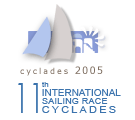 cyclades 2005
11th INTERNATIONAL
SAILING RACE
CYCLADES